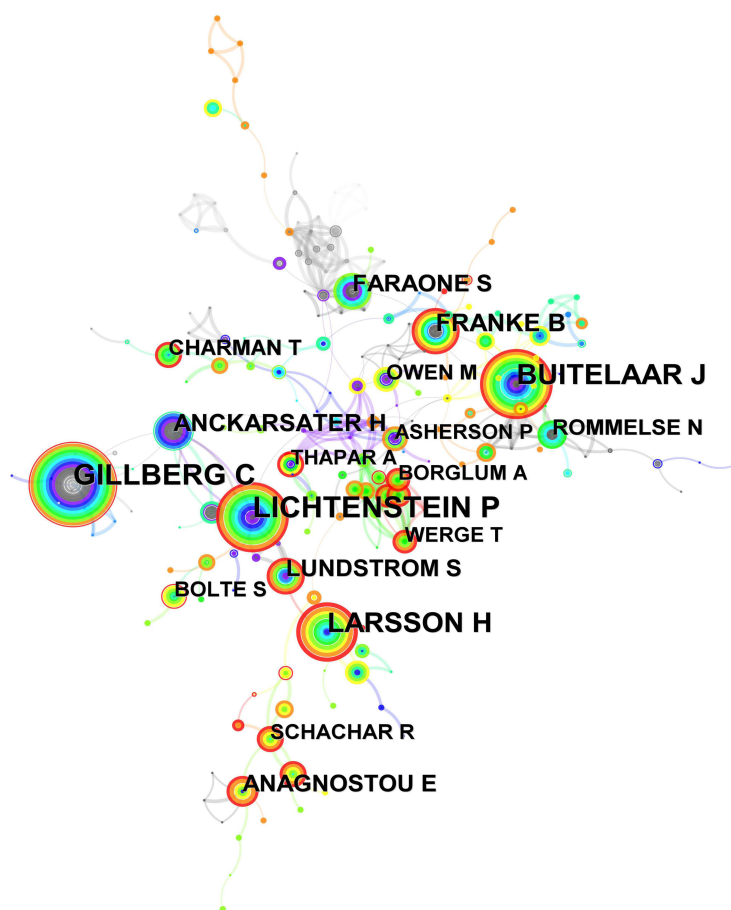 FARAONE S
FRANKE B
CHARMAN T
OWEN M
BUITELAAR J
ANCKARSATER H
ROMMELSE N
ASHERSON P
THAPAR A
GILLBERG C
BORGLUM A
LICHTENSTEIN P
WERGE T
LUNDSTROM S
BOLTE S
LARSSON H
SCHACHAR R
ANAGNOSTOU E